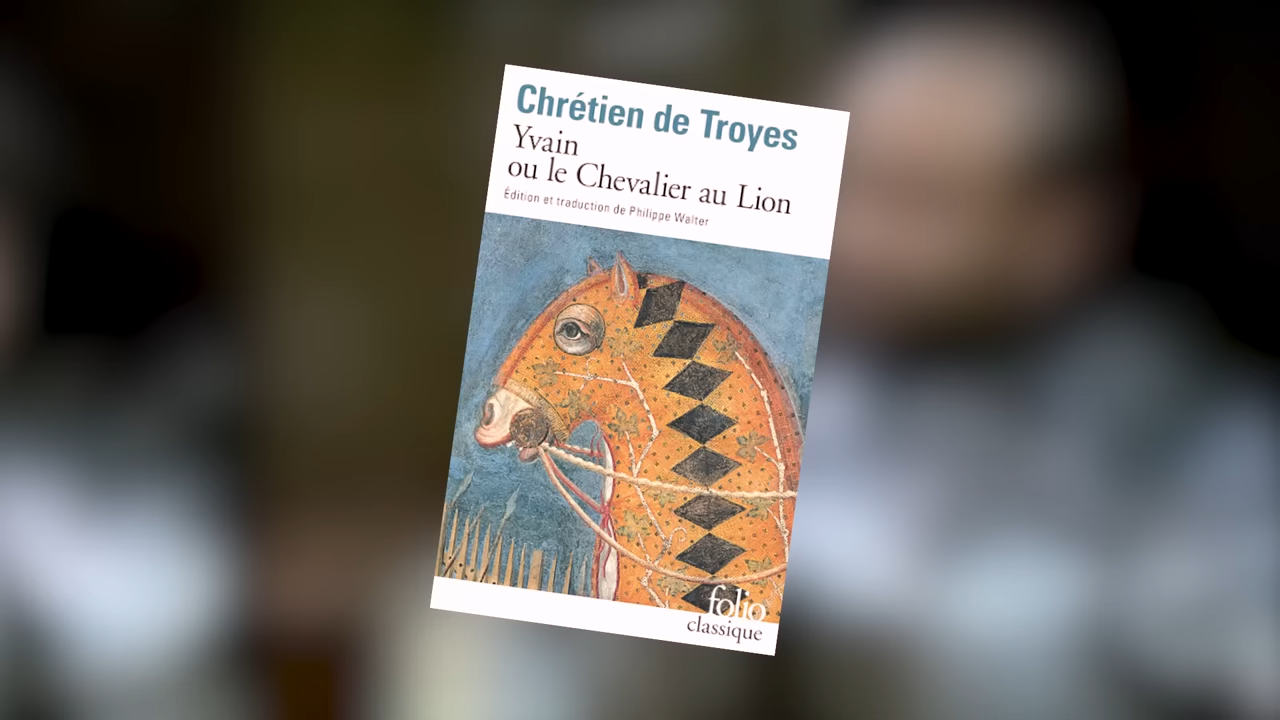 Chrétien de Troyes
Yvain
ou le Chevalier au Lion
Édition et traduction de Philippe Walter
folio
classique